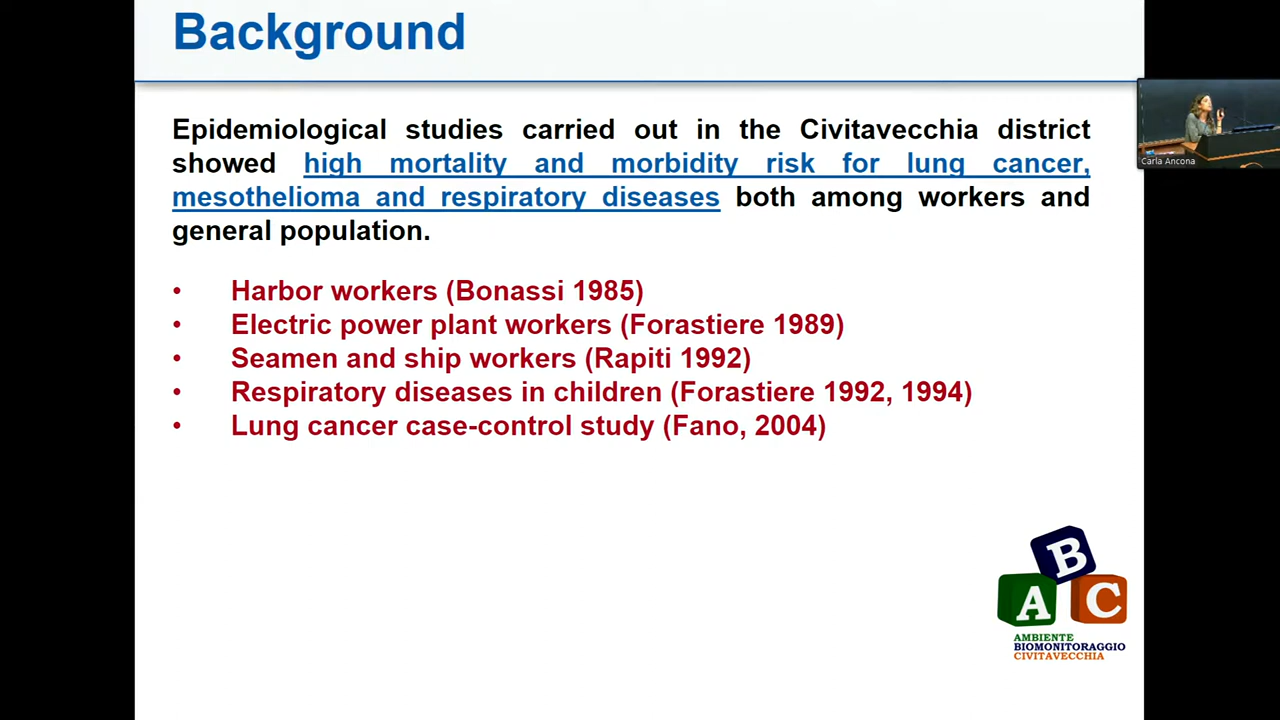 Background
Epidemiological studies carried out in the Civitavecchia district
showed high mortality and morbidity risk for lung cancer,
mesothelioma and respiratory diseases both among workers and
general population.
• Harbor workers (Bonassi 1985)
• Electric power plant workers (Forastiere 1989)
• Seamen and ship workers (Rapiti 1992)
• Respiratory diseases in children (Forastiere 1992, 1994)
• Lung cancer case-control study (Fano, 2004)
Carla Ancona
B
A C
AMBIENTE
BIOMONITORAGGIO
CIVITAVECCHIA